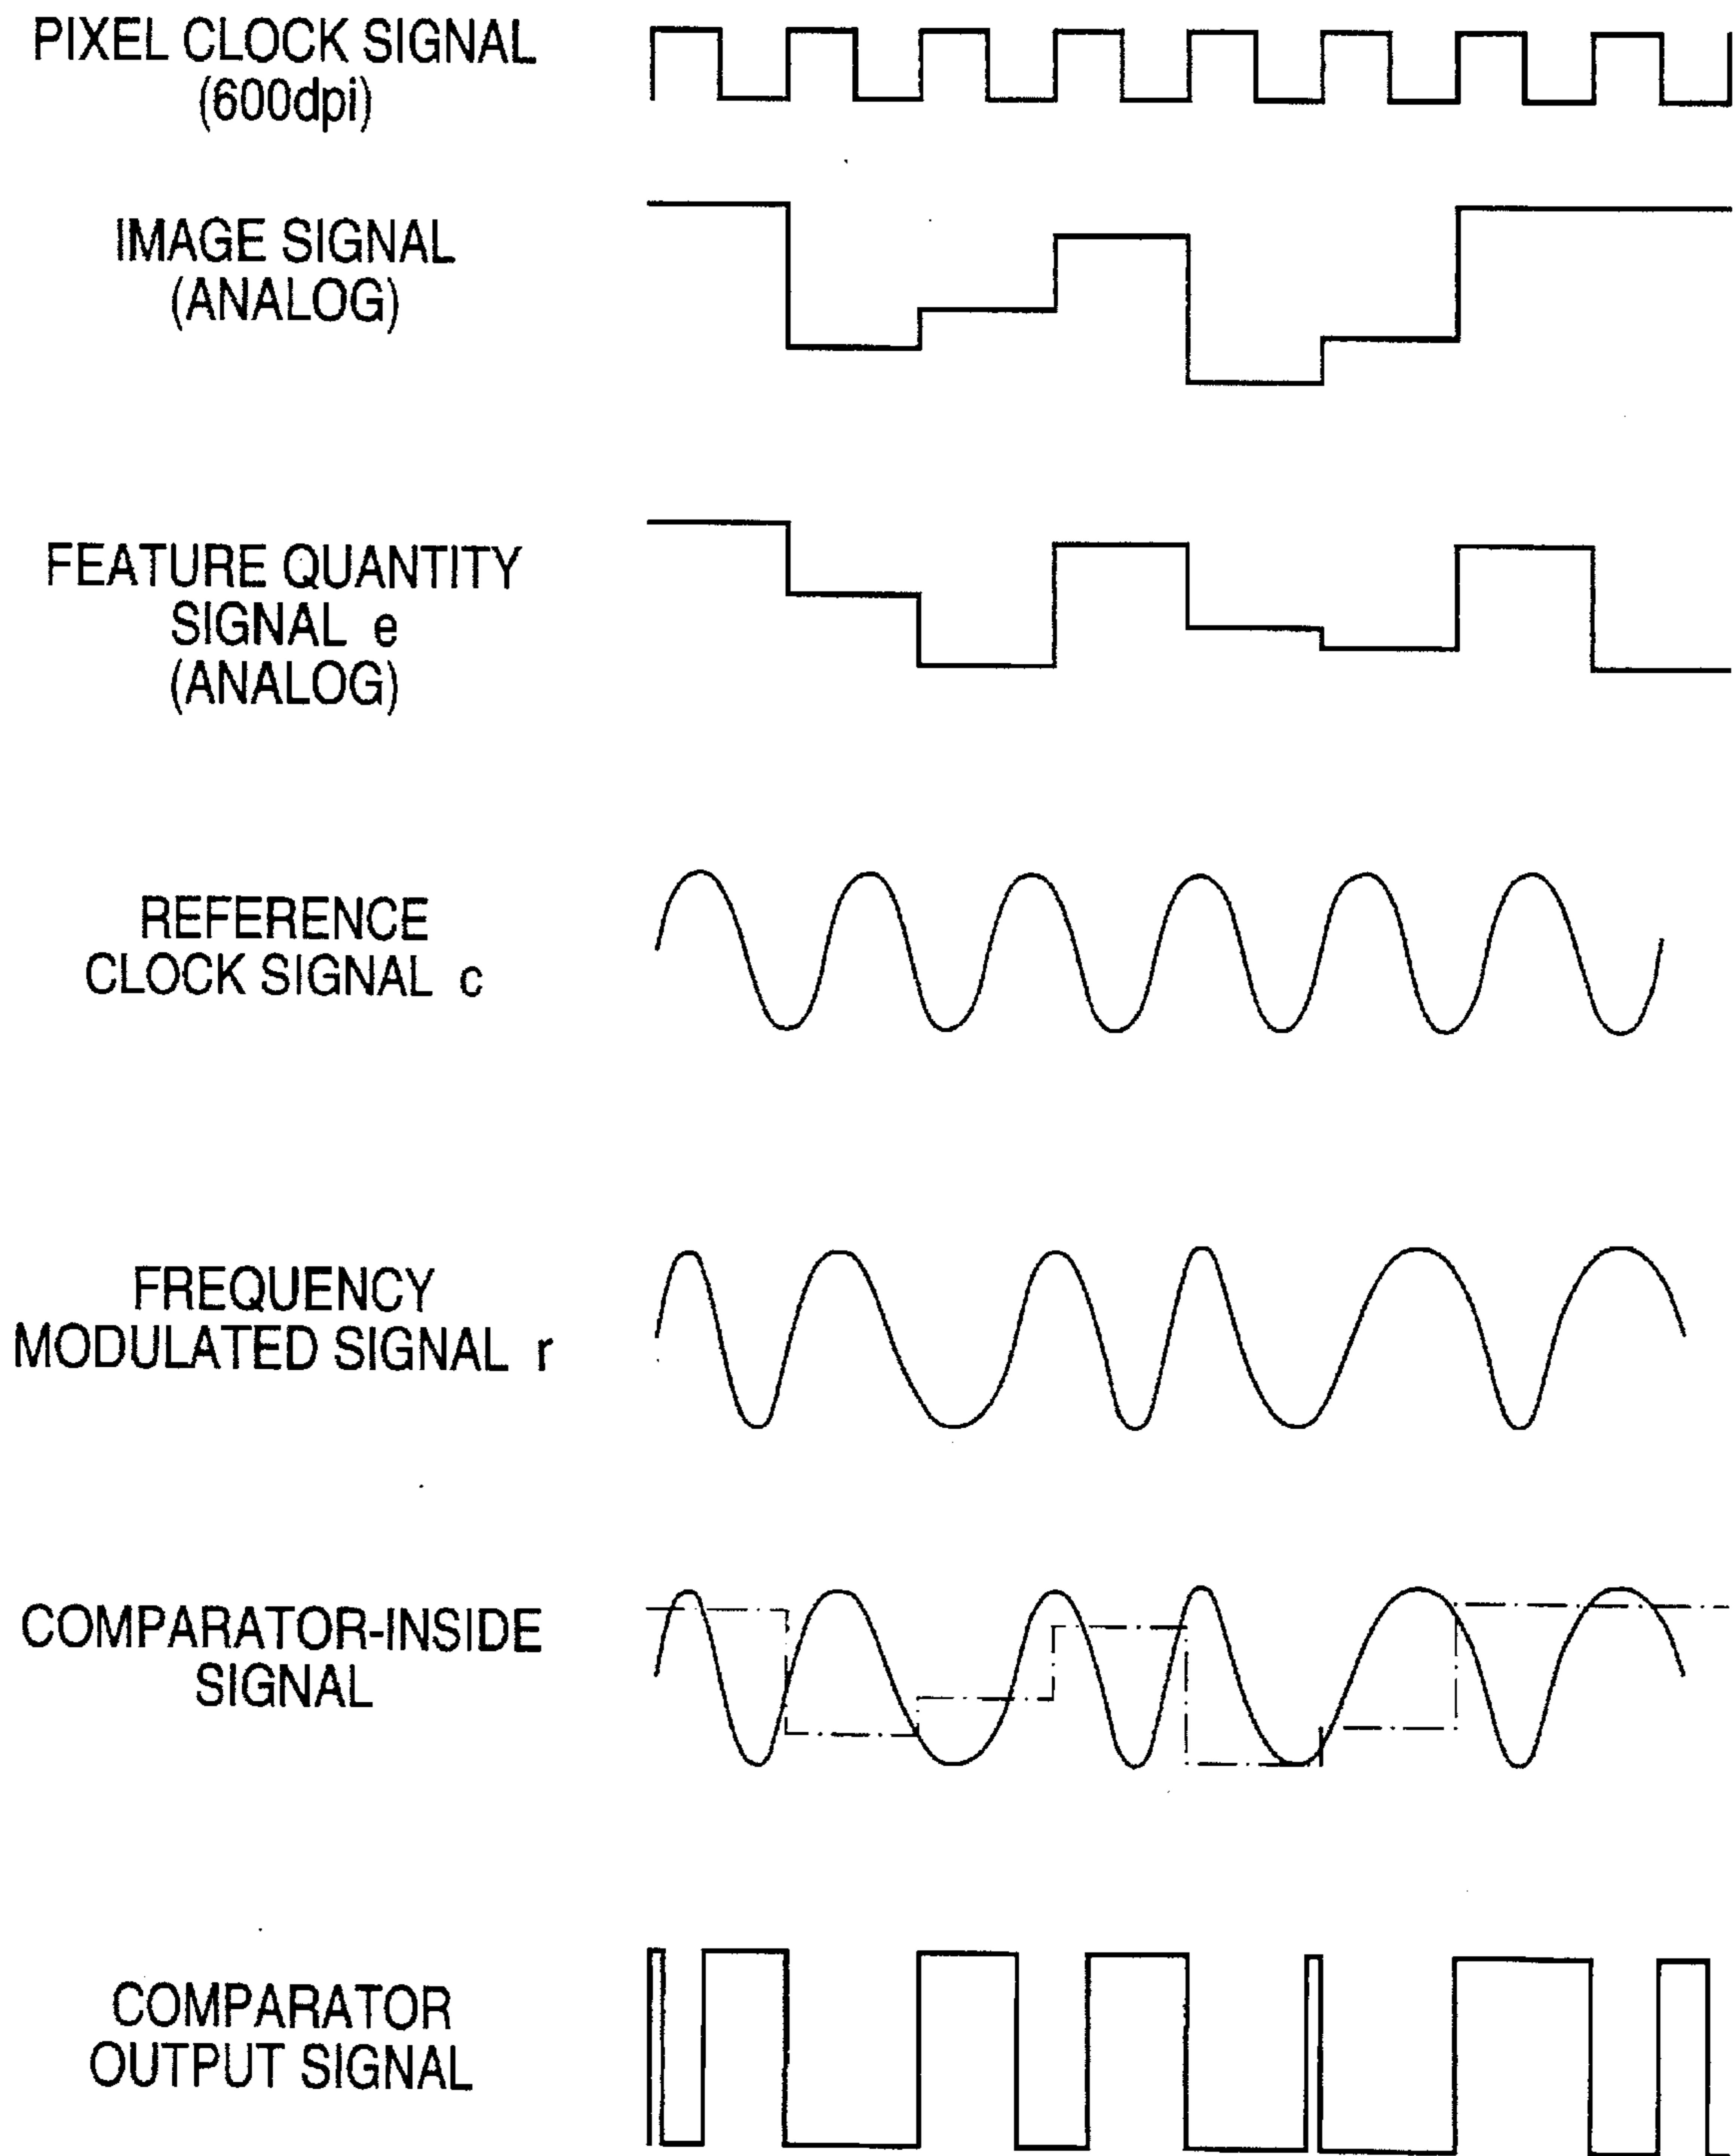 PIXEL CLOCK SIGNAL
(600dpi)
IMAGE SIGNAL
(ANALOG)
FEATURE QUANTITY
SIGNAL e
(ANALOG)
REFERENCE
CLOCK SIGNAL c
FREQUENCY
MODULATED SIGNAL r
COMPARATOR-INSIDE
SIGNAL
COMPARATOR
OUTPUT SIGNAL